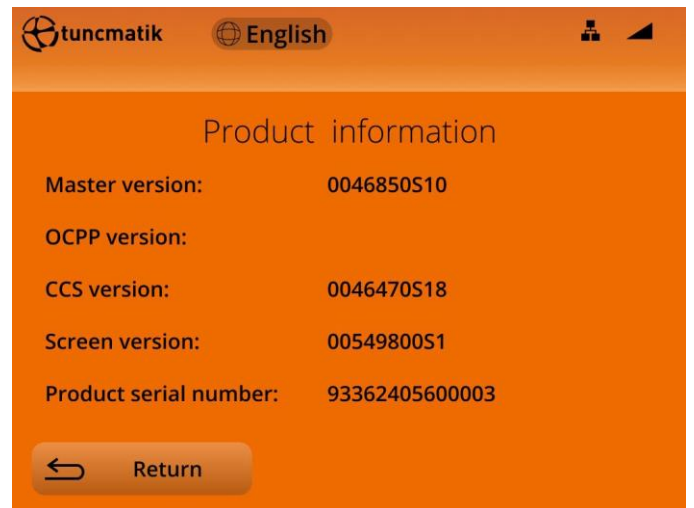 tuncmatik English
Product information
Master version: 0046850S10
OCPP version:
CCS version: 0046470S18
Screen version: 00549800S1
Product serial number: 93362405600003
Return